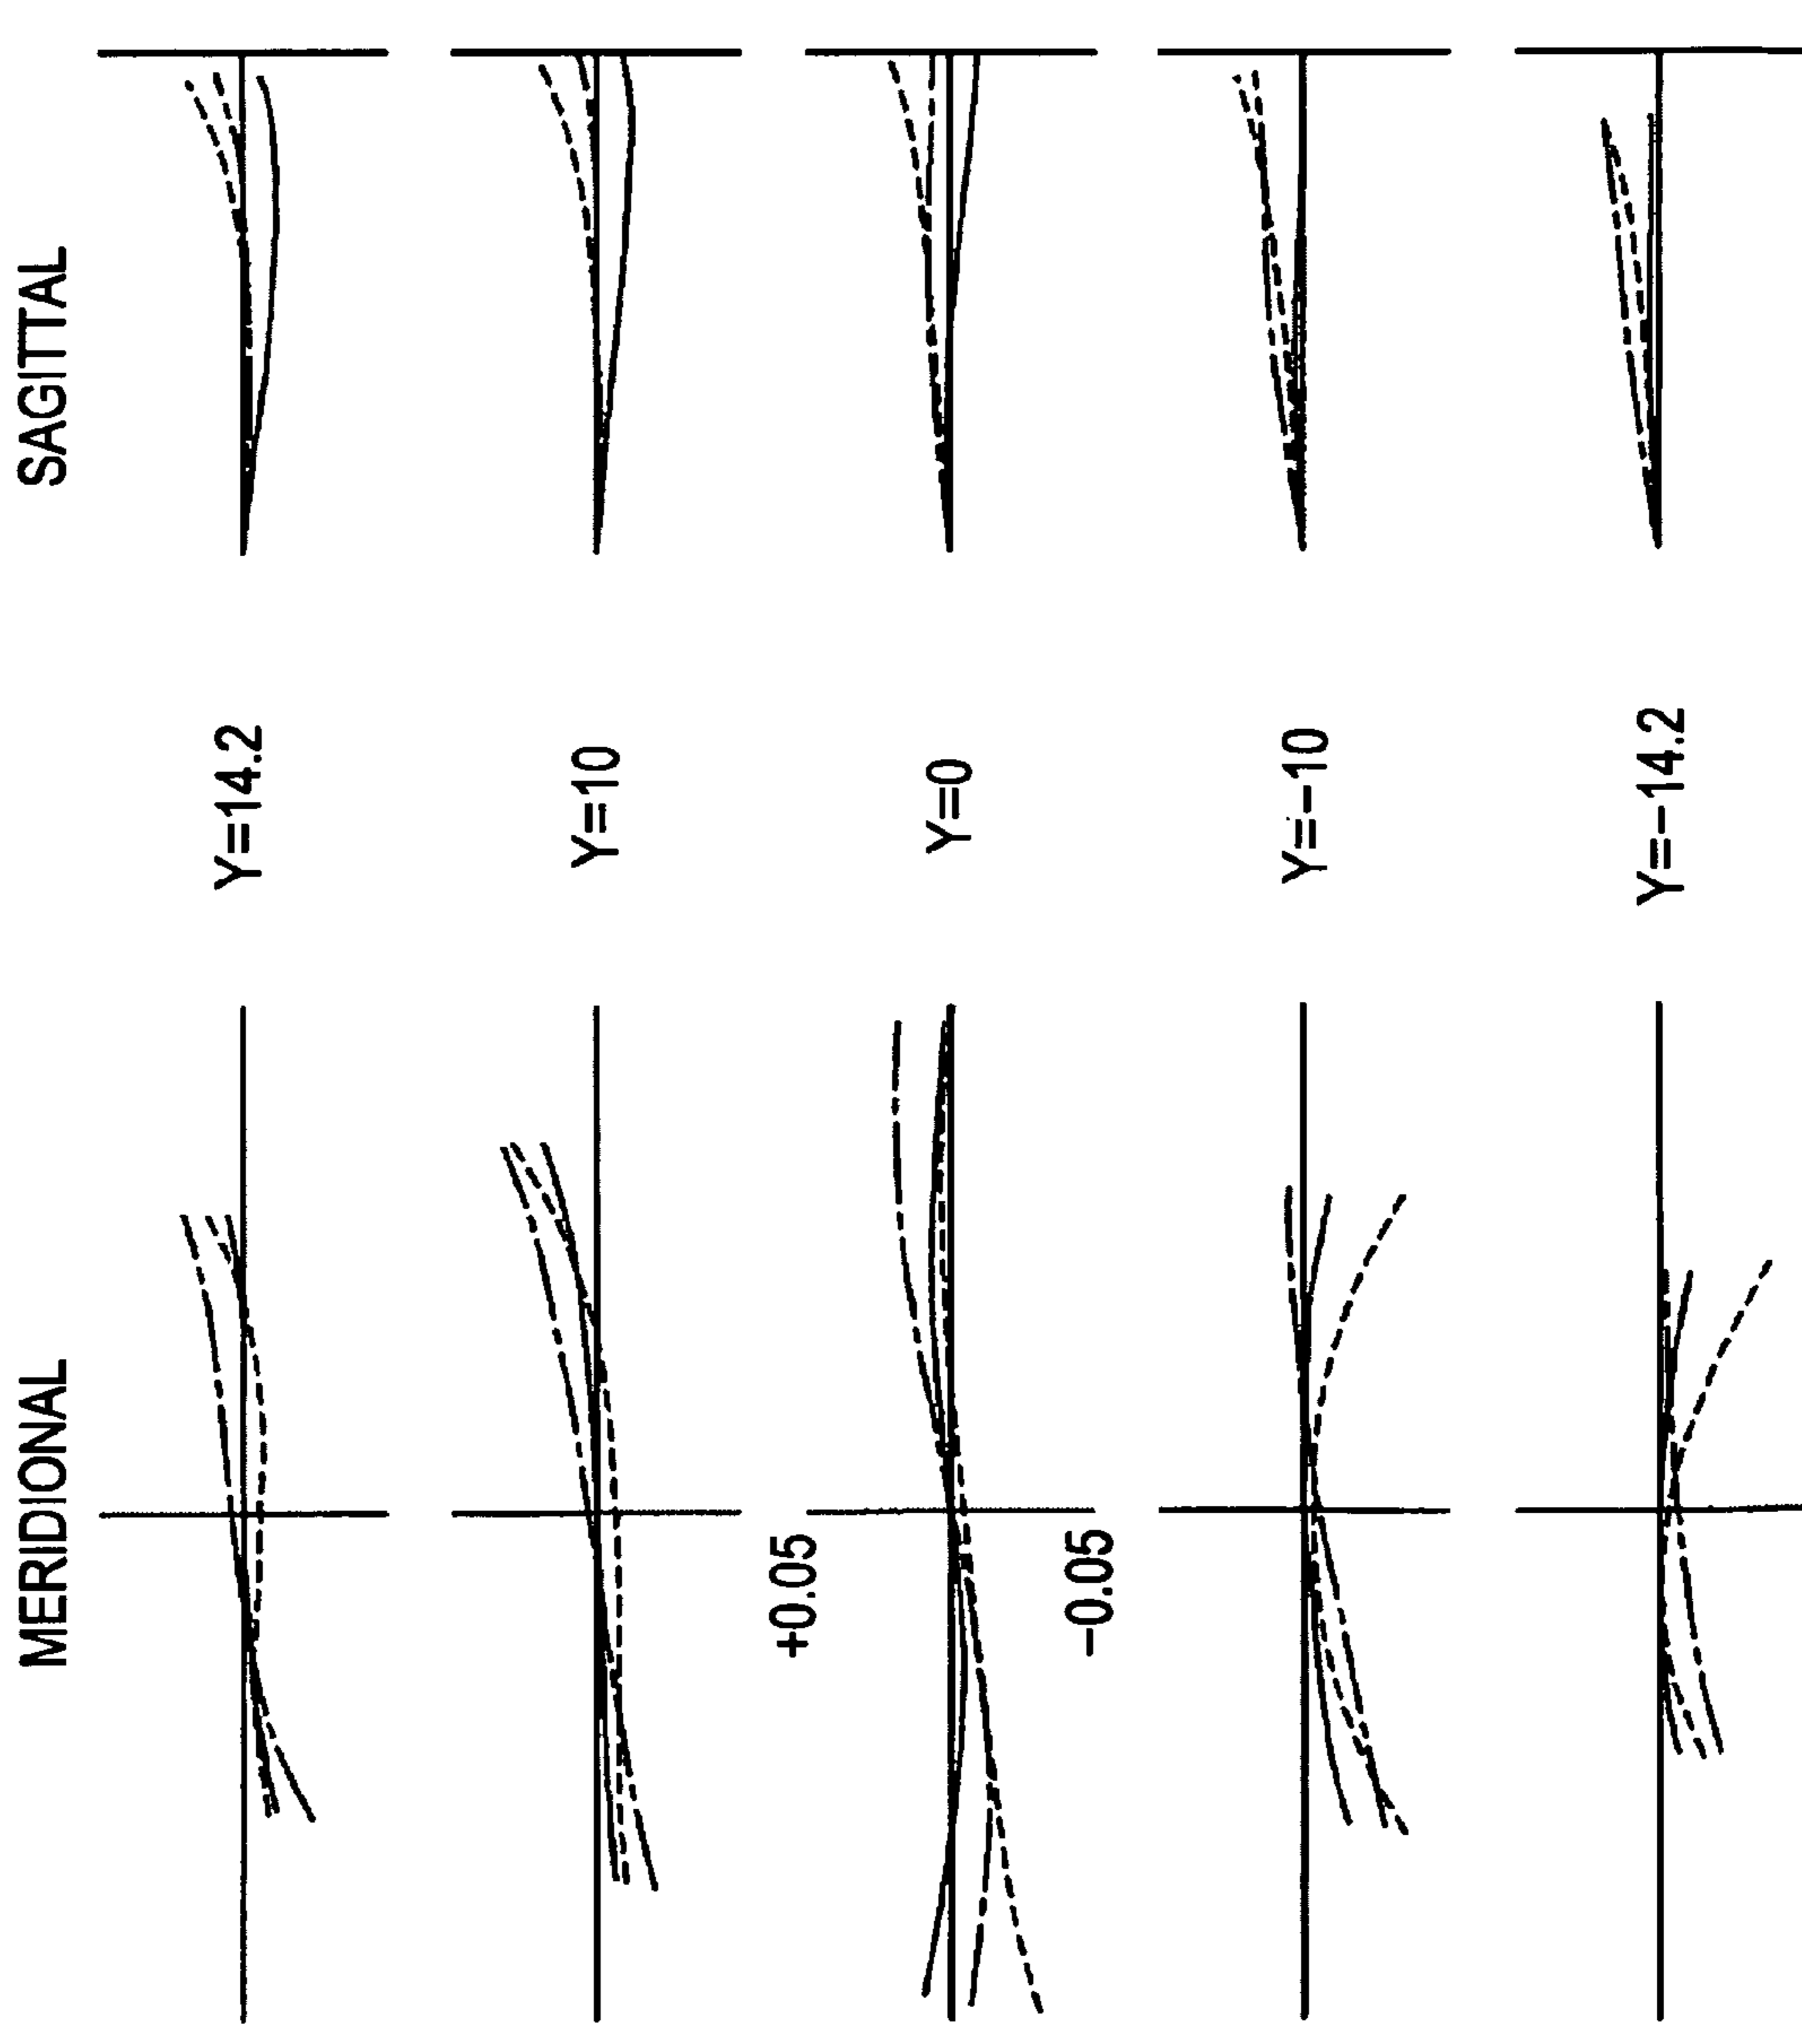 MERIDIONAL
SAGITTAL
Y=14.2
Y=10
+0.05
Y=0
−0.05
Y=−10
Y=−14.2